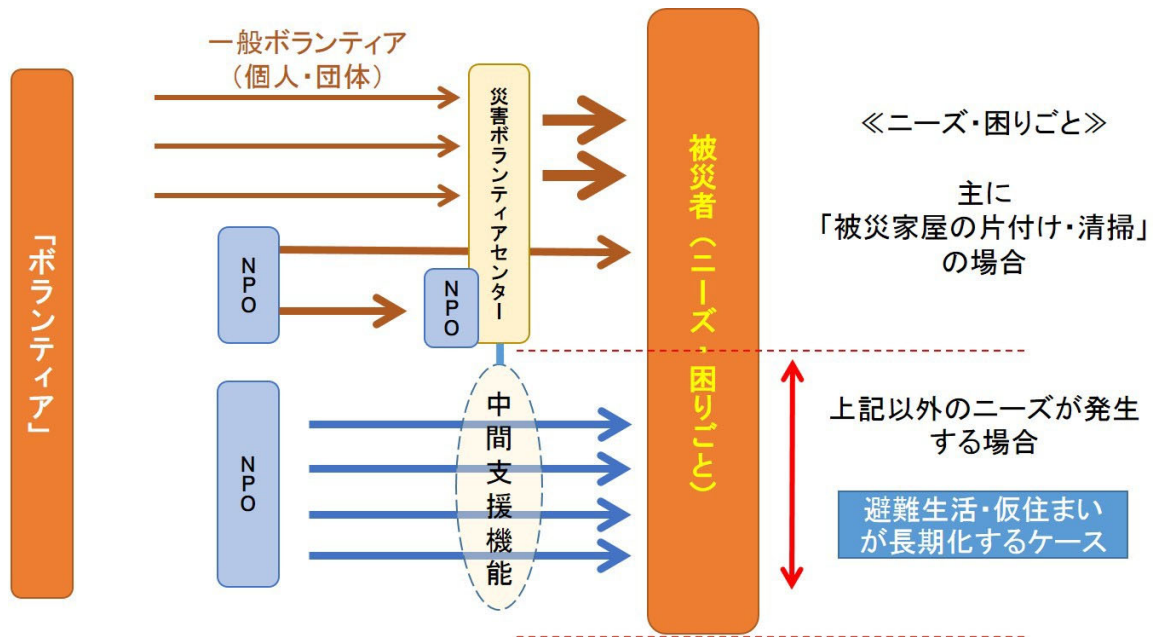 「ボランティア」
一般ボランティア
（個人・団体）
災害ボランティアセンター
NPO
NPO
NPO
中間支援機能
被災者（ニーズ・困りごと）
≪ニーズ・困りごと≫
主に
「被災家屋の片付け・清掃」
の場合
上記以外のニーズが発生
する場合
避難生活・仮住まい
が長期化するケース